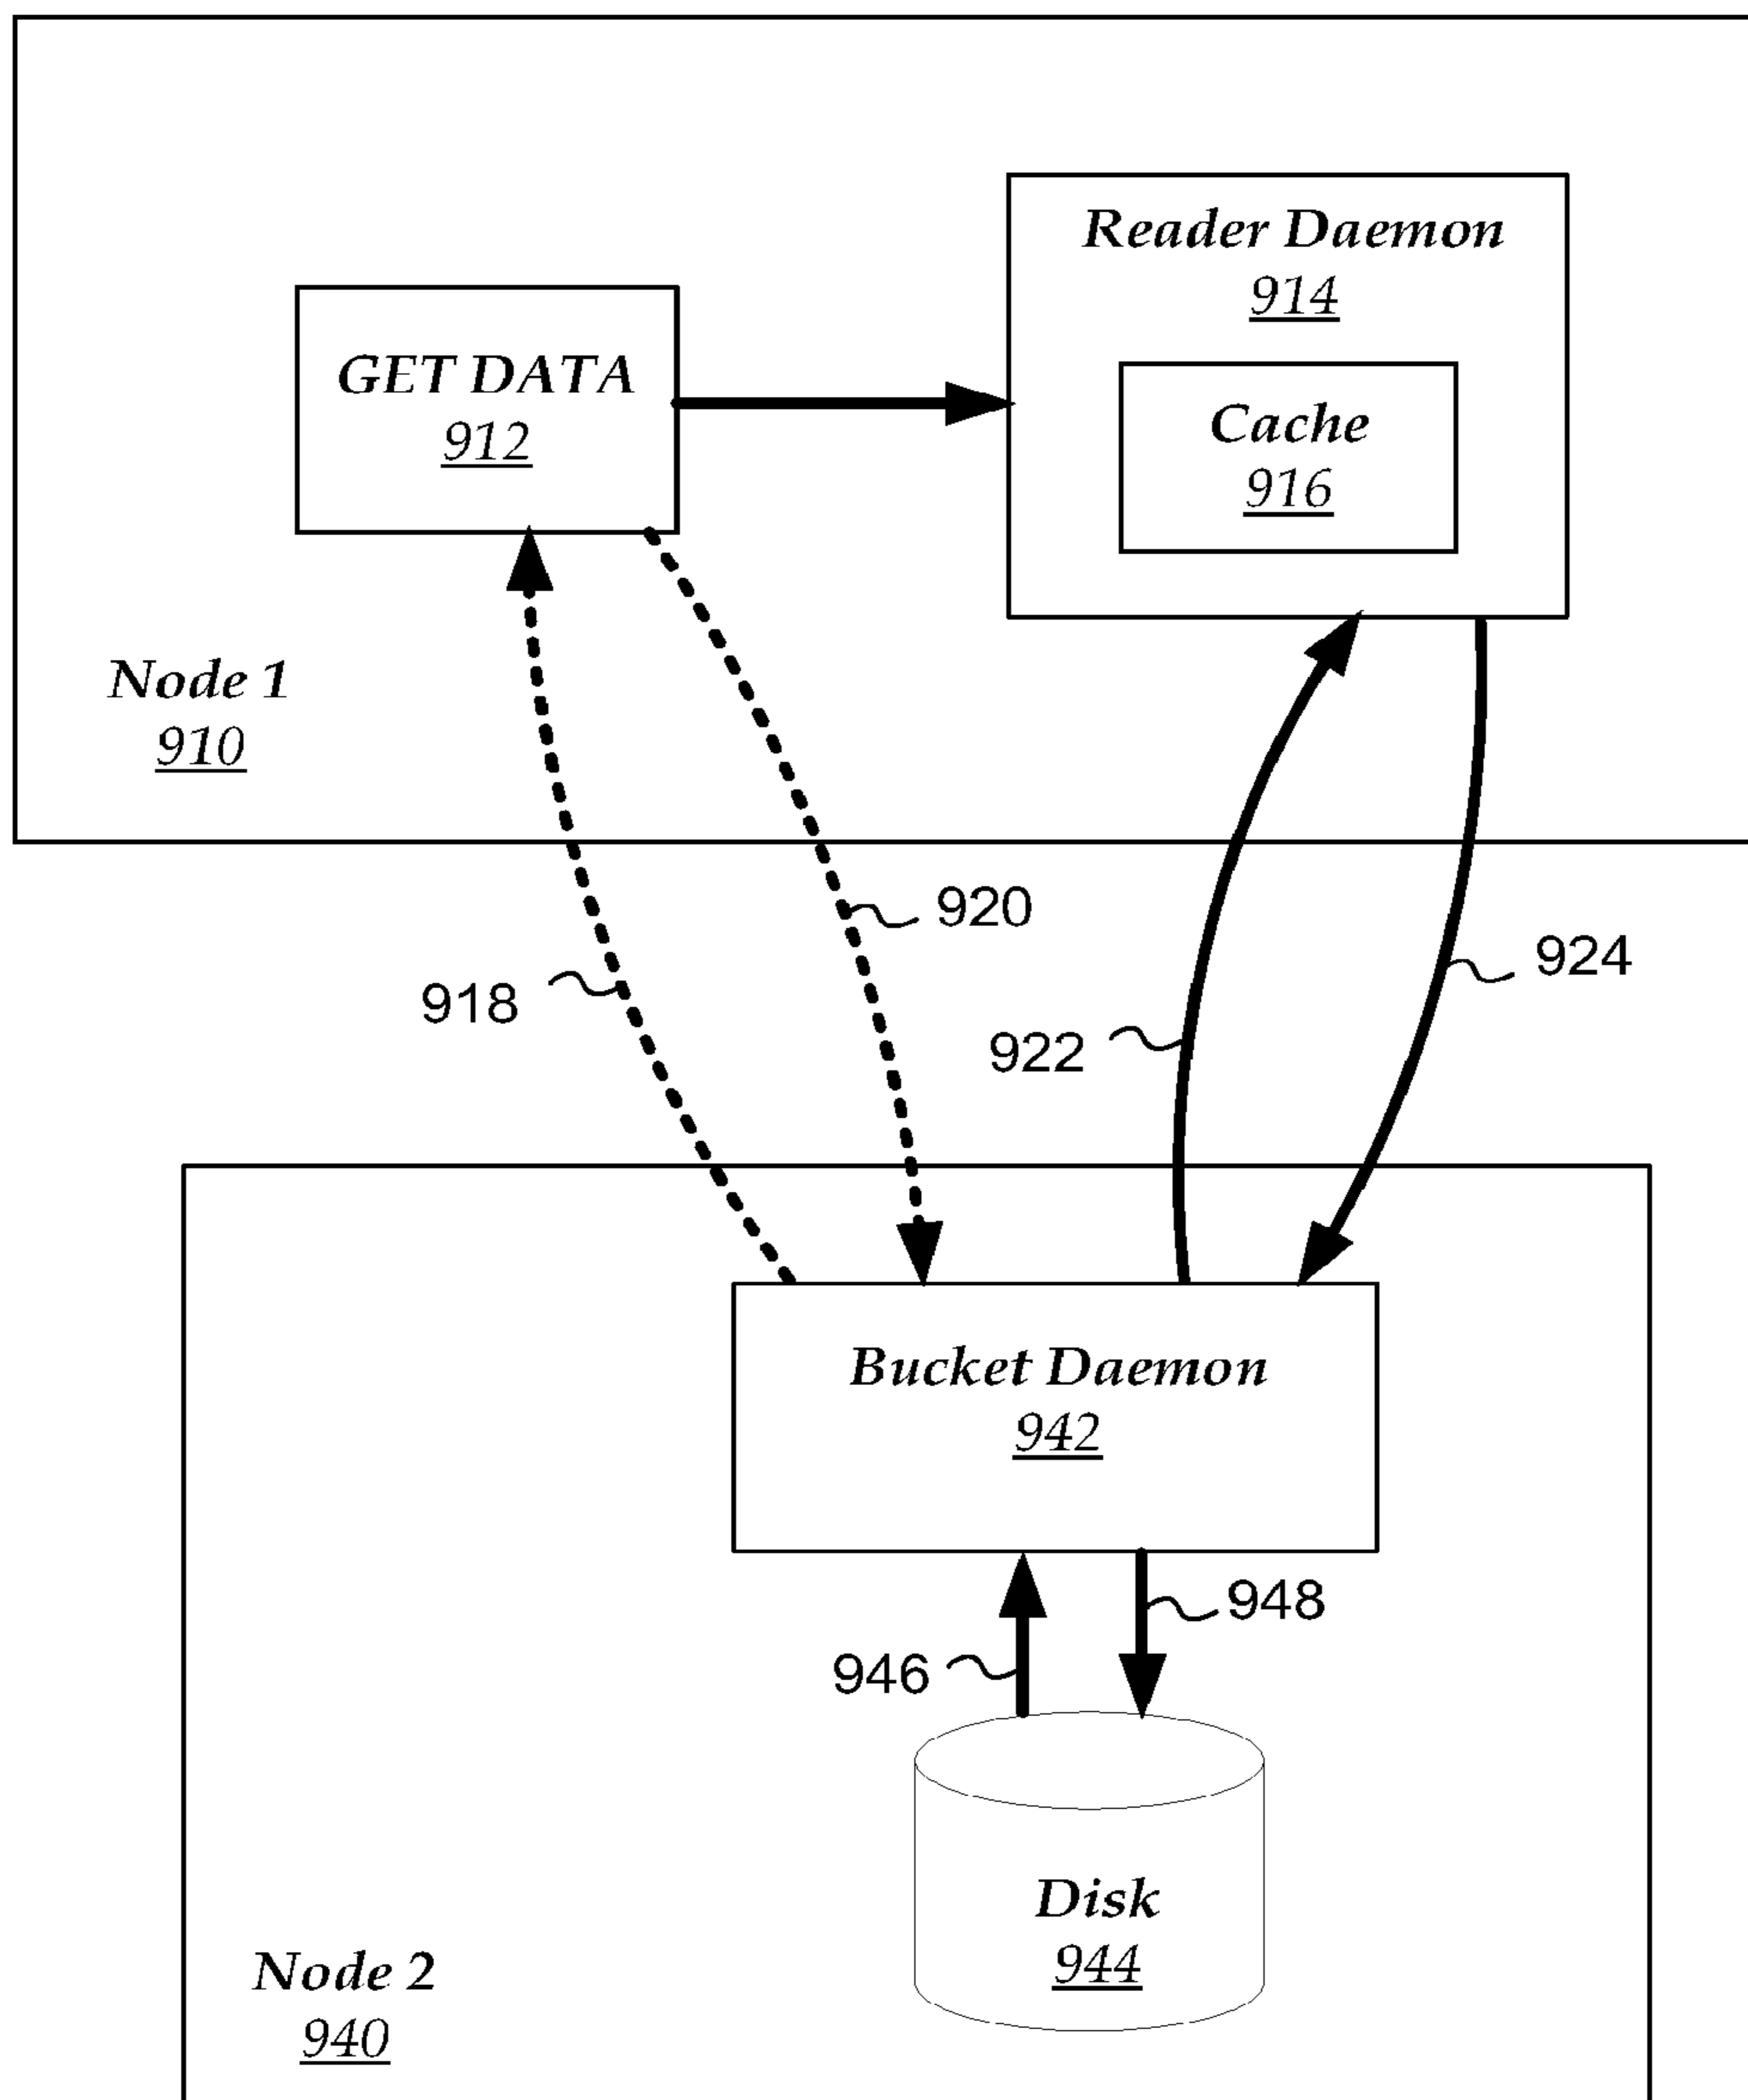 Reader Daemon
914
GET DATA
912
Cache
916
Node 1
910
920
924
918
922
Bucket Daemon
942
948
946
Disk
944
Node 2
940